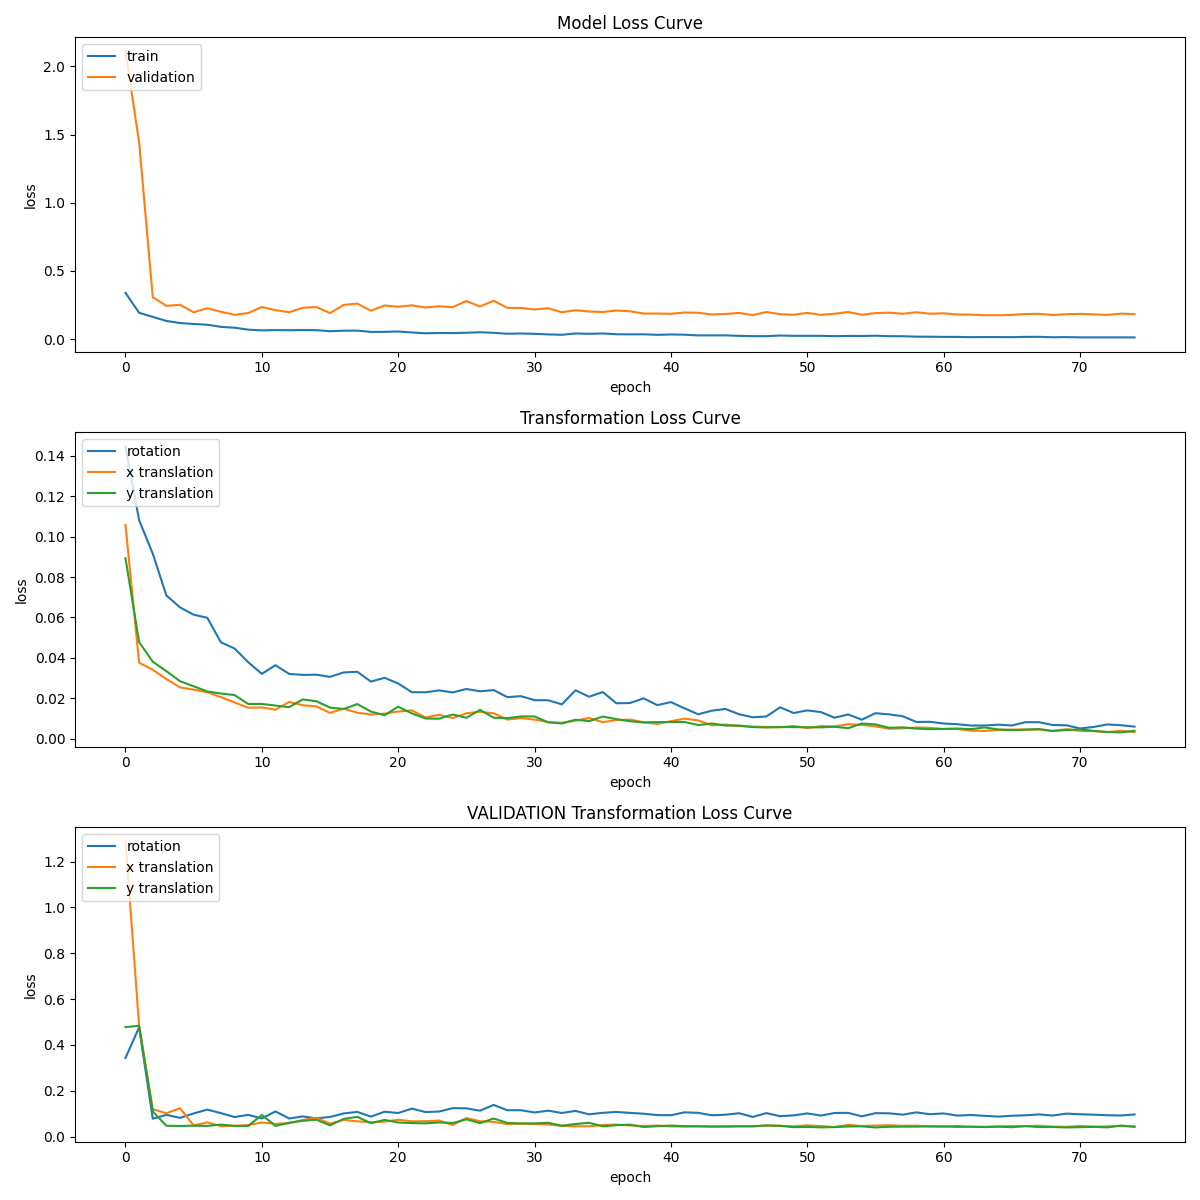 Model Loss Curve
train
validation
2.0
1.5
1.0
0.5
0.0
loss
0 10 20 30 40 50 60 70
epoch
Transformation Loss Curve
rotation
x translation
y translation
0.14
0.12
0.10
0.08
0.06
0.04
0.02
0.00
loss
0 10 20 30 40 50 60 70
epoch
VALIDATION Transformation Loss Curve
rotation
x translation
y translation
1.2
1.0
0.8
0.6
0.4
0.2
0.0
loss
0 10 20 30 40 50 60 70
epoch